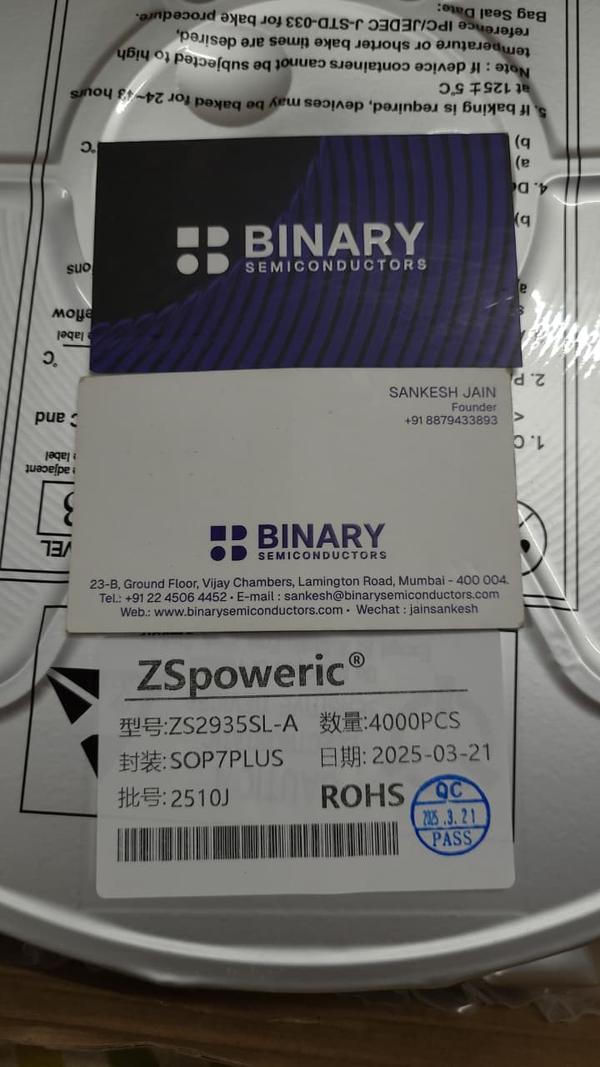 Bag Seal Date:
reference IPC/JEDEC J-STD-033 for bake procedure.
temperature or shorter bake times are desired,
Note : If device containers cannot be subjected to high
at 125±5°C
5. If baking is required, devices may be baked for 24~48 hours
b)
°C
a)
4.
b)
BINARY
SEMICONDUCTORS
2.
°C
C and
1.
SANKESH JAIN
Founder
+91 8879433893
BINARY
SEMICONDUCTORS
23-B, Ground Floor, Vijay Chambers, Lamington Road, Mumbai - 400 004.
Tel.: +91 22 4506 4452 • E-mail : sankesh@binarysemiconductors.com
Web.: www.binarysemiconductors.com • Wechat : jainsankesh
ZSpoweric®
型号:ZS2935SL-A 数量:4000PCS
封装:SOP7PLUS 日期: 2025-03-21
批号:2510J ROHS
QC
2025.3.21
PASS